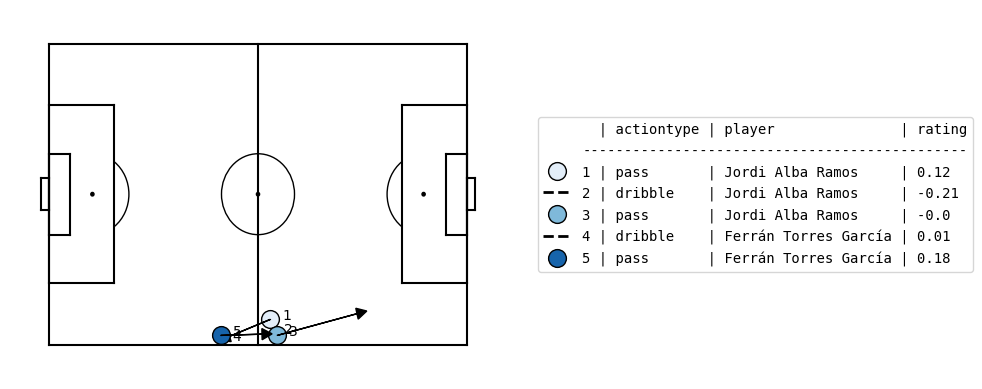 | actiontype | player | rating
------------------------------------------------
1 | pass | Jordi Alba Ramos | 0.12
2 | dribble | Jordi Alba Ramos | -0.21
3 | pass | Jordi Alba Ramos | -0.0
4 | dribble | Ferrán Torres García | 0.01
5 | pass | Ferrán Torres García | 0.18
1
2
3
5
4